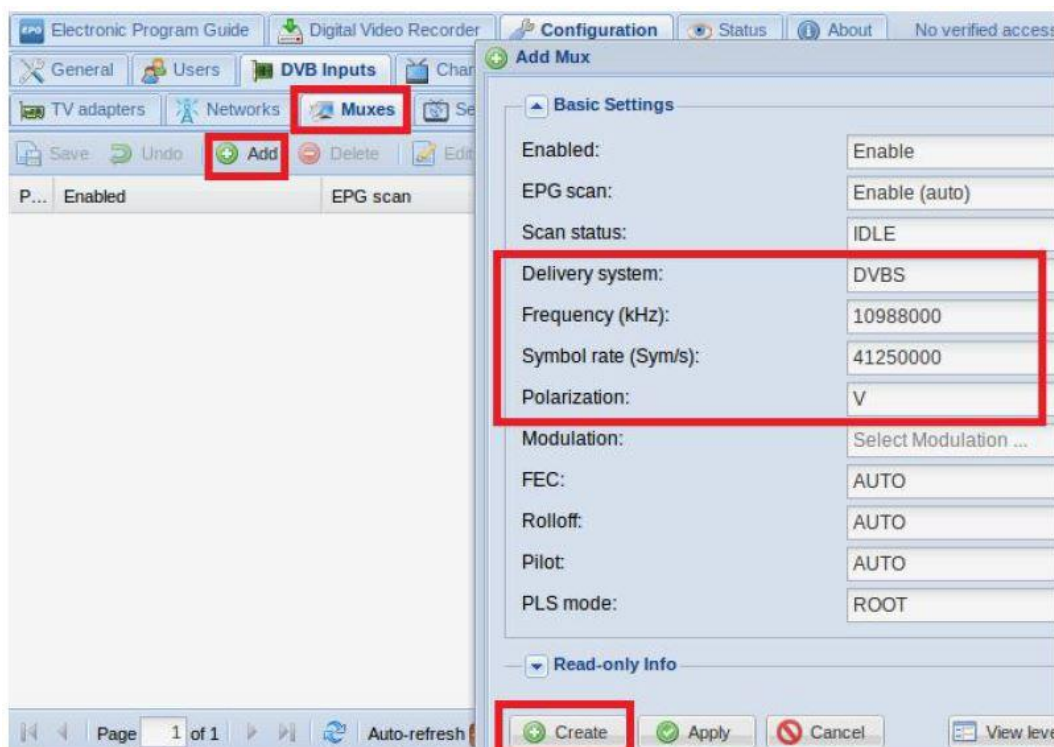 EPG Electronic Program Guide Digital Video Recorder Configuration Status About No verified access
General Users DVB Inputs Char
TV adapters Networks Muxes Se
Save Undo Add Delete Edit
P... Enabled EPG scan
Page 1 of 1 Auto-refresh
Add Mux
Basic Settings
Enabled: Enable
EPG scan: Enable (auto)
Scan status: IDLE
Delivery system: DVBS
Frequency (kHz): 10988000
Symbol rate (Sym/s): 41250000
Polarization: V
Modulation: Select Modulation ...
FEC: AUTO
Rolloff: AUTO
Pilot: AUTO
PLS mode: ROOT
Read-only Info
Create Apply Cancel View leve